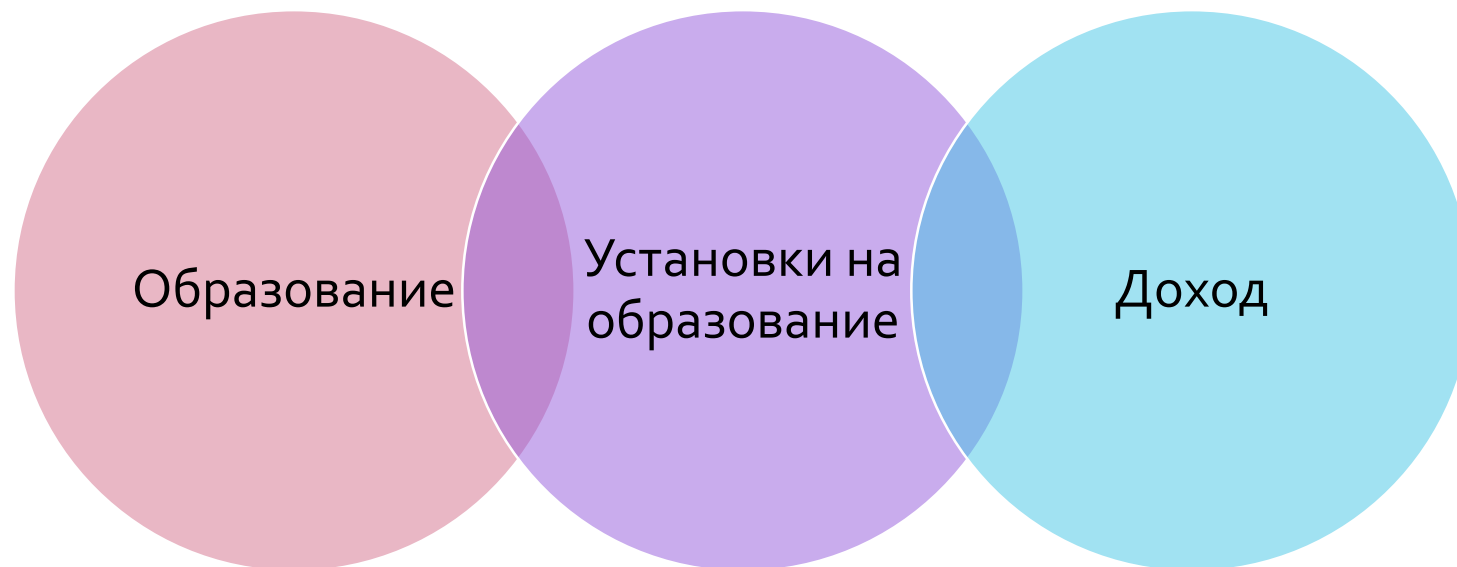 Образование
Установки на
образование
Доход